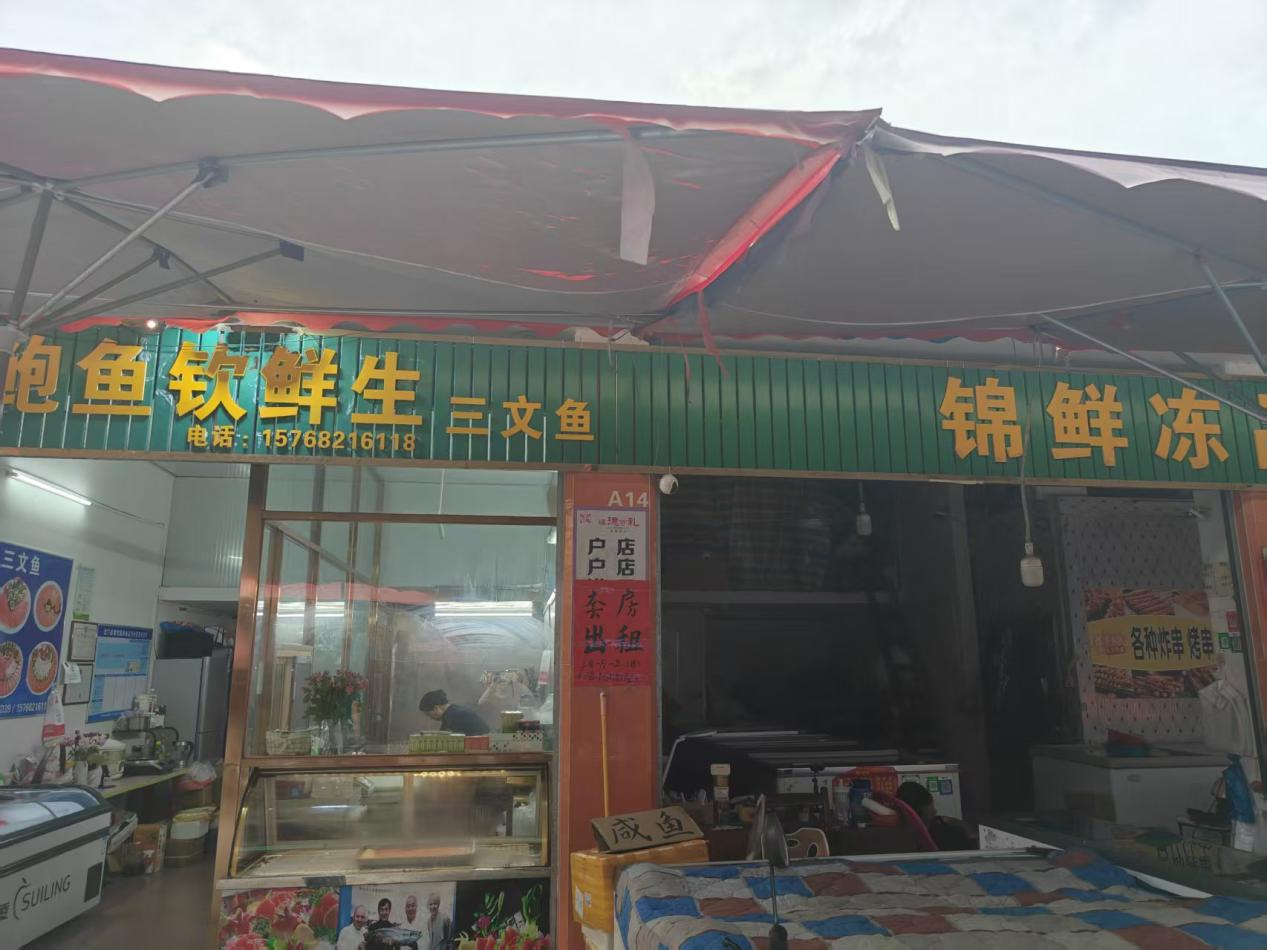 鲍鱼钦鲜生 三文鱼
电话：15768216118
锦鲜冻
A14
户店
户店
套房
出租
三文鱼
各种炸串 烤串
咸鱼
SUILING